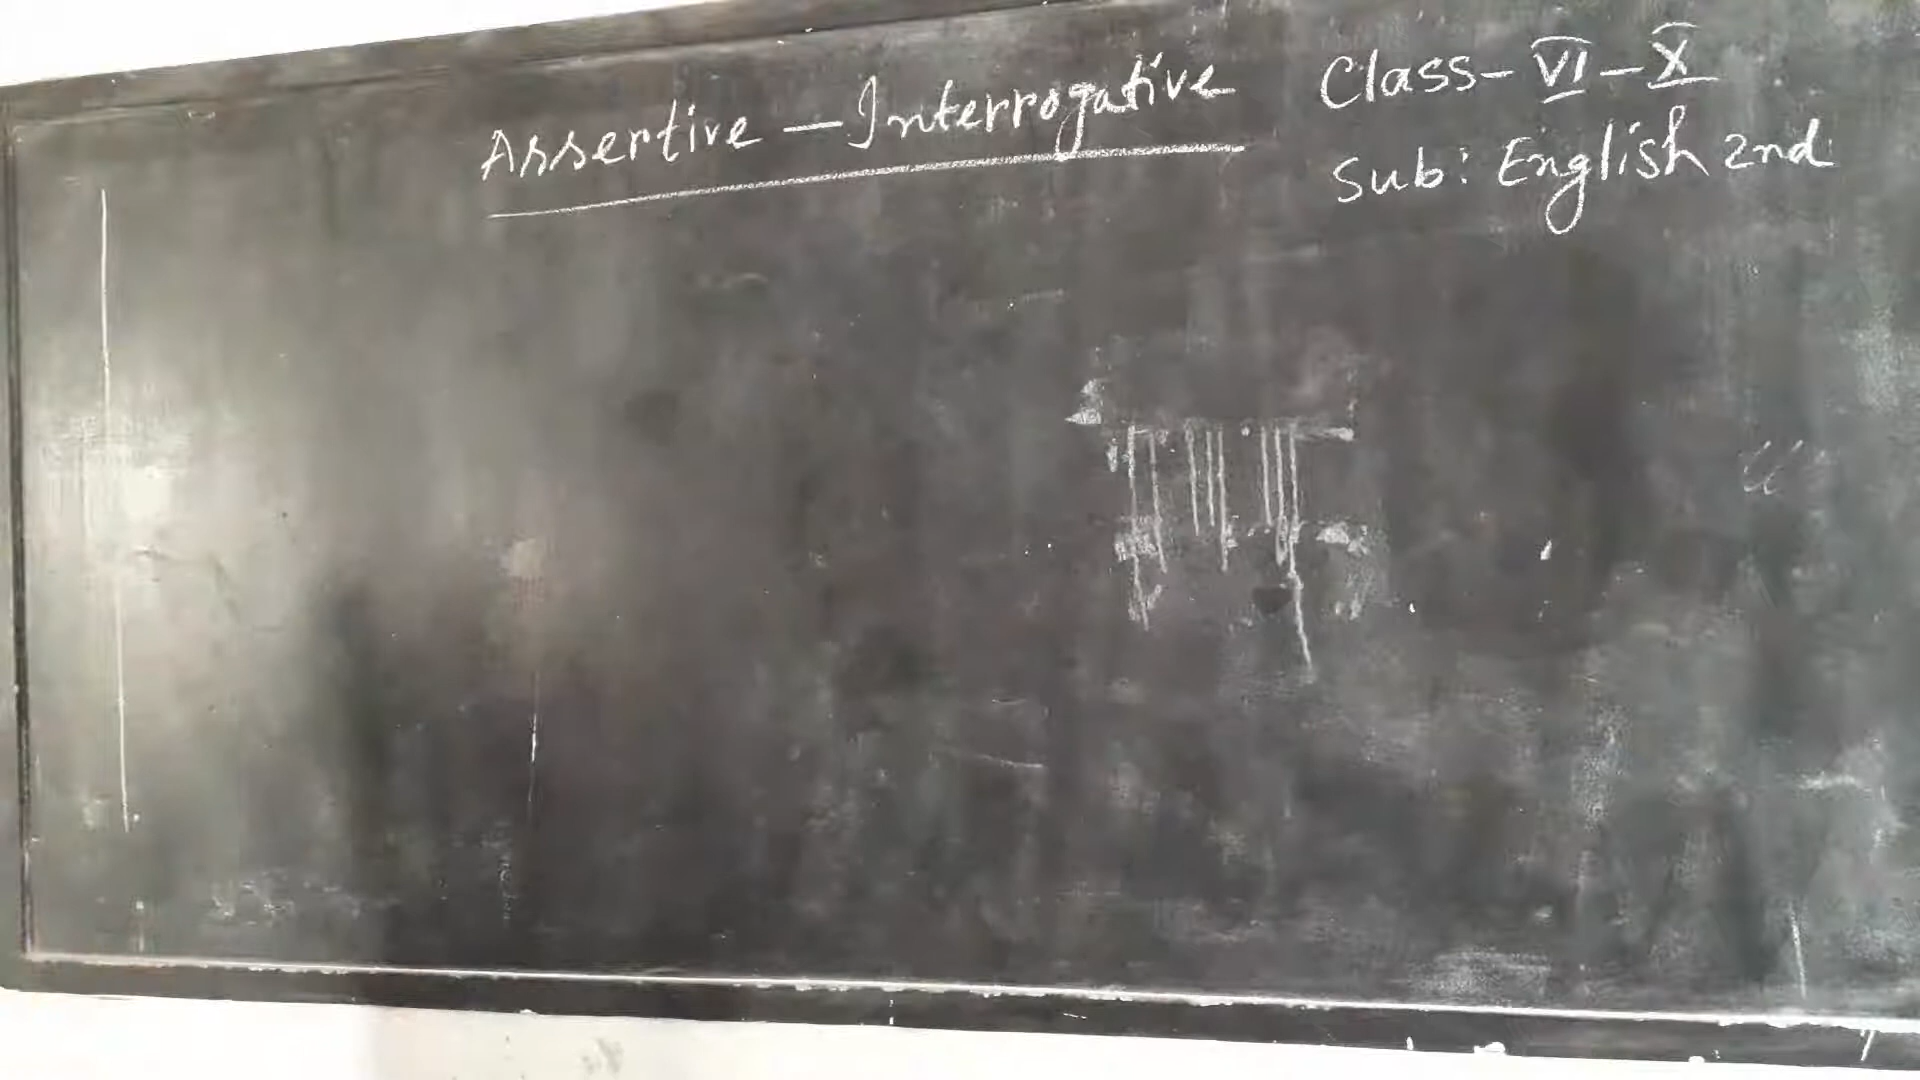 Assertive – Interrogative
Class - VI - X
Sub: English 2nd